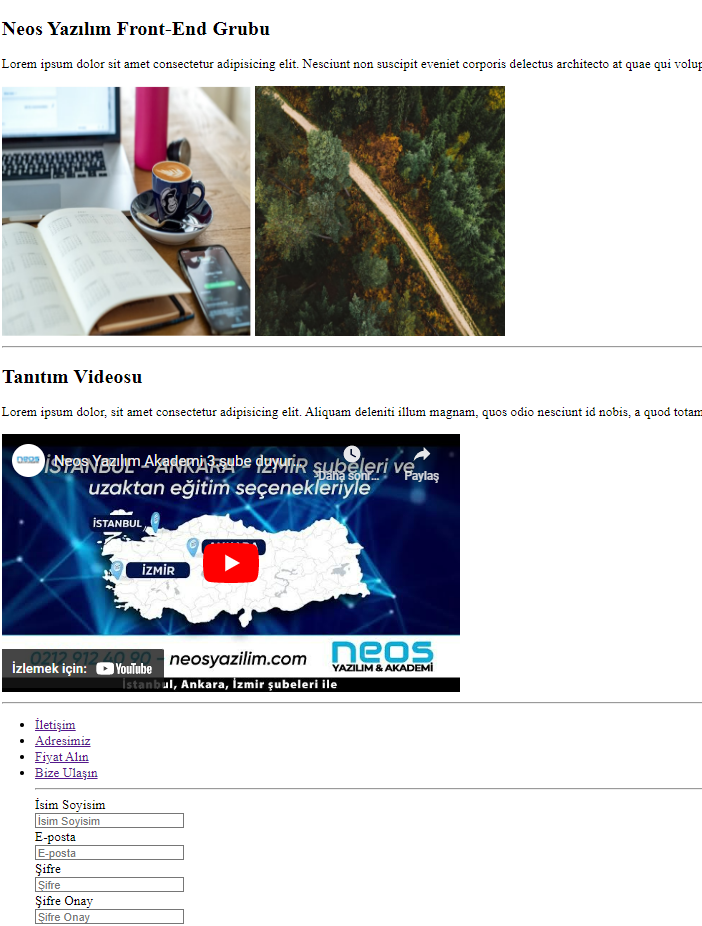 Neos Yazılım Front-End Grubu
Lorem ipsum dolor sit amet consectetur adipisicing elit. Nesciunt non suscipit eveniet corporis delectus architecto at quae qui volup
Tanıtım Videosu
Lorem ipsum dolor, sit amet consectetur adipisicing elit. Aliquam deleniti illum magnam, quos odio nesciunt id nobis, a quod totam
neos
Neos Yazılım Akademi 3 şube duyur...
Daha sonr...
Paylaş
İSTANBUL - ANKARA - İZMİR şubeleri ve
uzaktan eğitim seçenekleriyle
İSTANBUL
ANKARA
İZMİR
0212 912 40 90 - neosyazilim.com
neos
YAZILIM & AKADEMİ
İzlemek için: YouTube
İstanbul, Ankara, İzmir şubeleri ile
İletişim
Adresimiz
Fiyat Alın
Bize Ulaşın
İsim Soyisim
İsim Soyisim
E-posta
E-posta
Şifre
Şifre
Şifre Onay
Şifre Onay